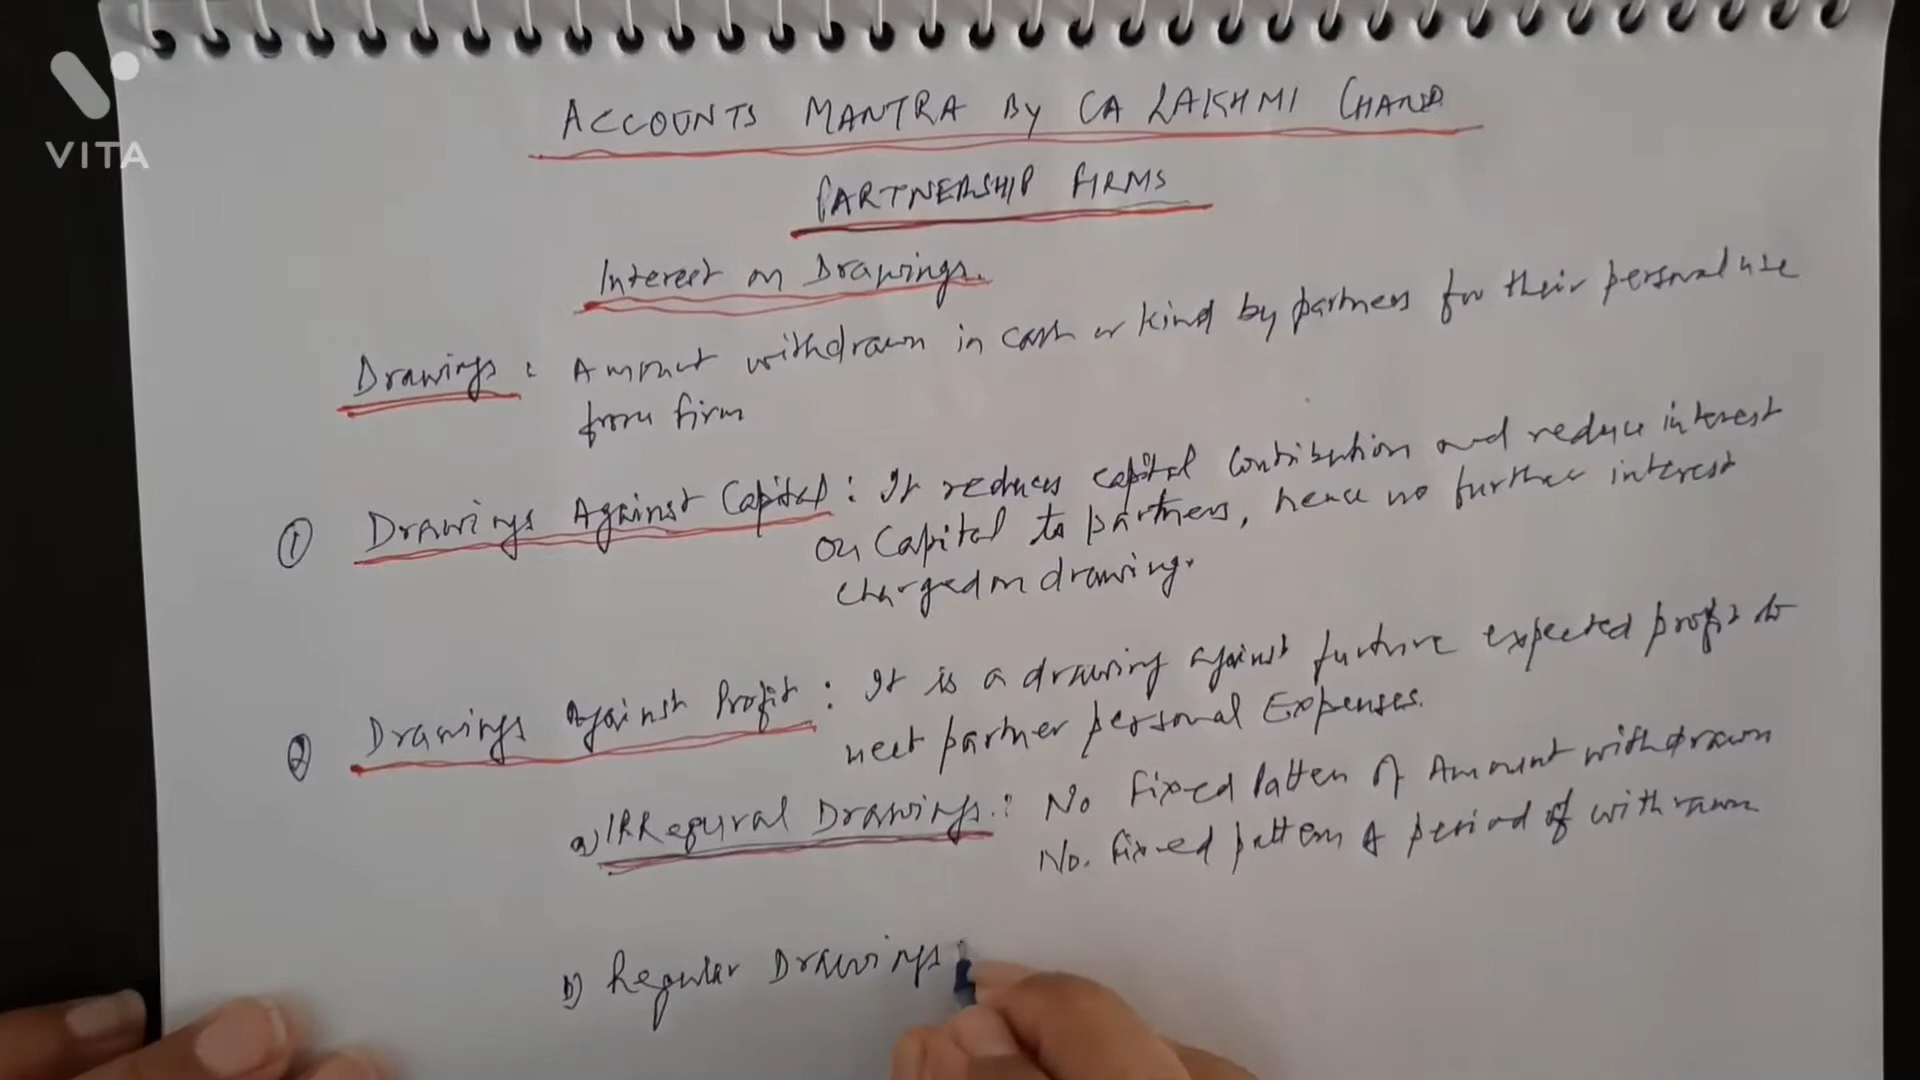 VITA
ACCOUNTS MANTRA By CA LAKHMI CHAND
PARTNERSHIP FIRMS
Interest on Drawings.
Drawings : Amount withdrawn in cash or kind by partners for their personal use
from firm
① Drawings Against Capital : It reduces capital contribution and reduce interest
on Capital to partners, hence no further interest
charged on drawing.
② Drawings Against Profit : It is a drawing against furture expected profit to
meet partner personal Expenses.
a) IRRegural Drawings : No Fixed Patten of Amount withdrawn
No. fixed pattern of period of withrawn
b) Regular Drawings :